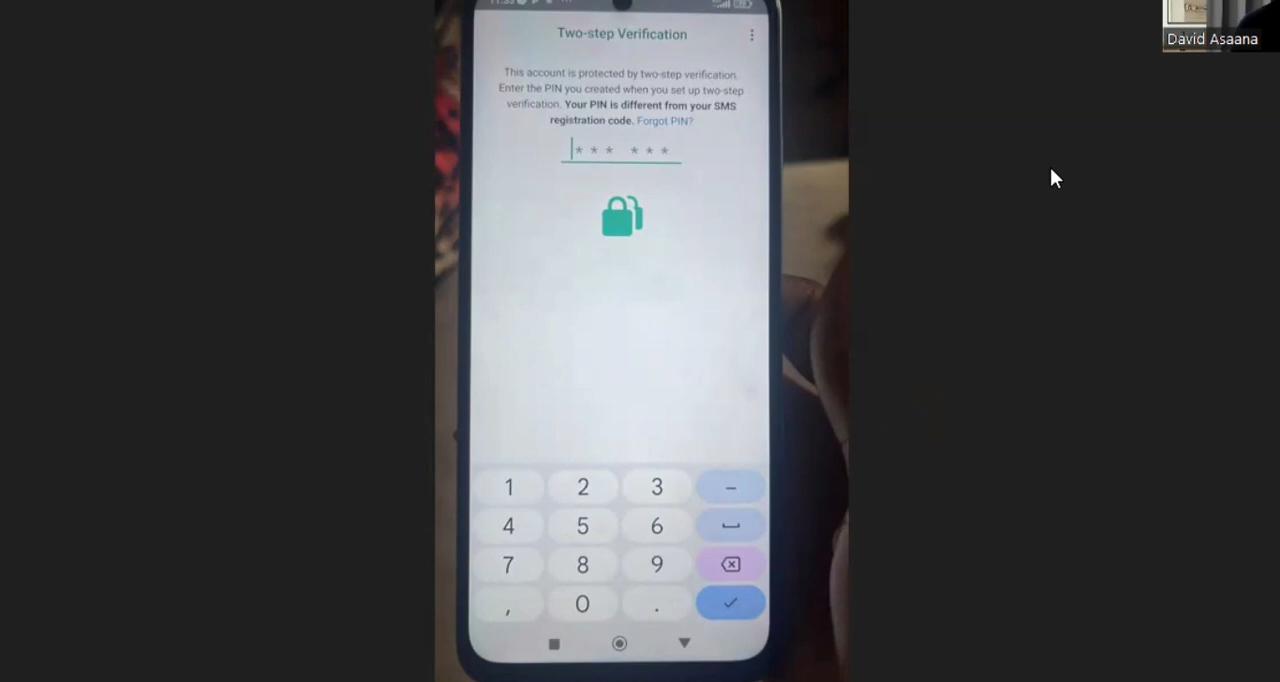 David Asaana
Two-step Verification
This account is protected by two-step verification.
Enter the PIN you created when you set up two-step
verification. Your PIN is different from your SMS
registration code. Forgot PIN?
* * * * * *
1 2 3 –
4 5 6
7 8 9
, 0 .